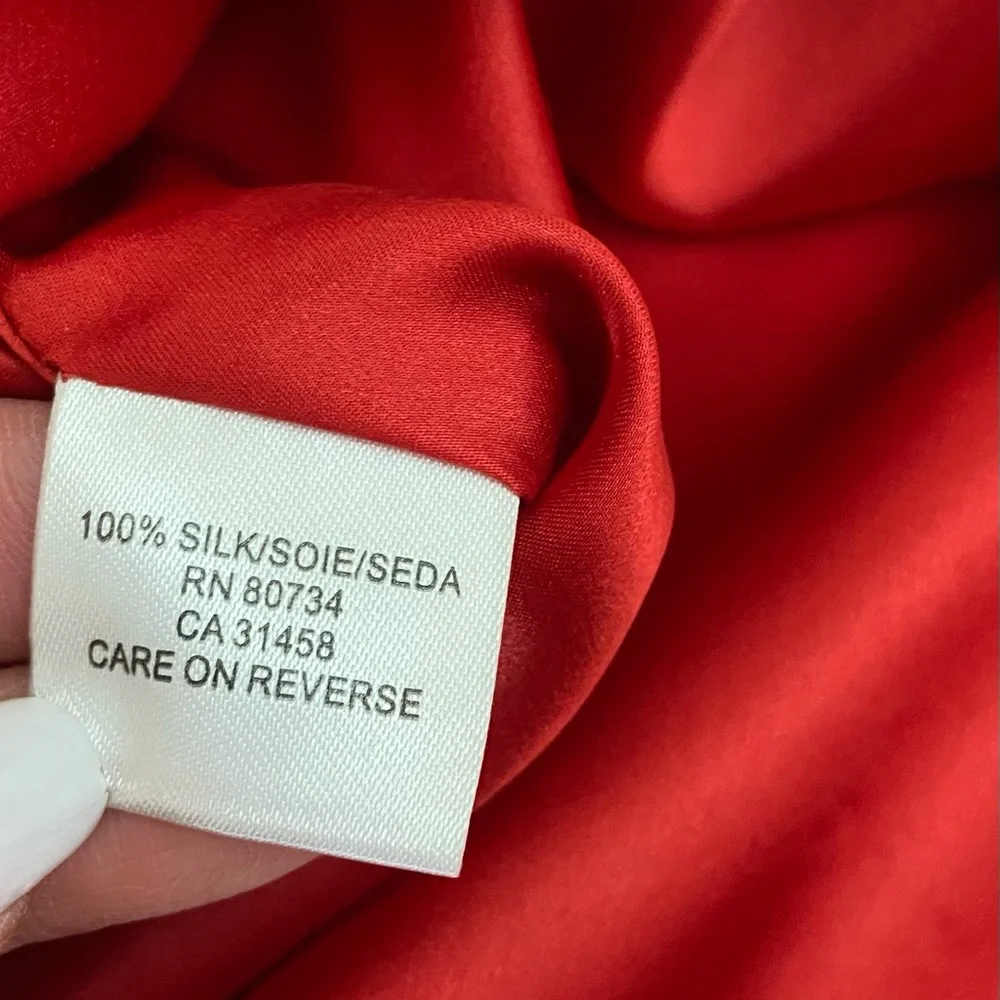 100% SILK/SOIE/SEDA
RN 80734
CA 31458
CARE ON REVERSE